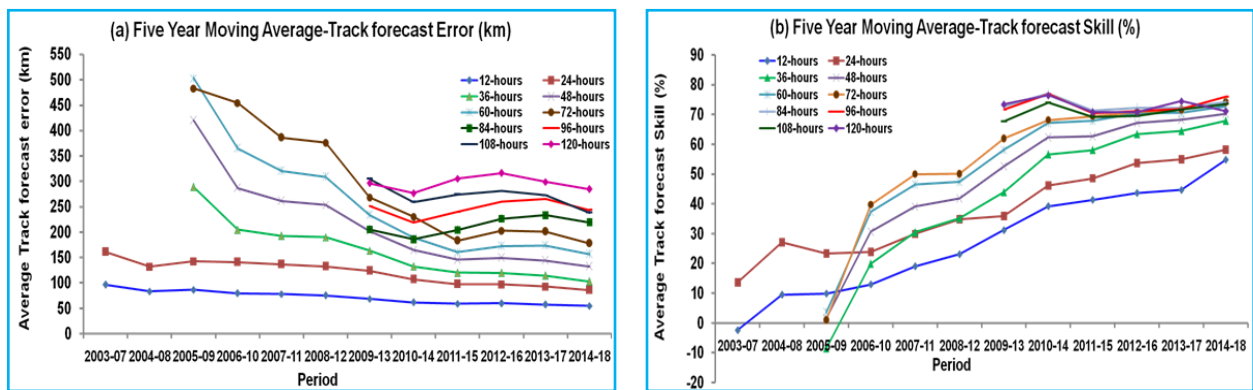 (a) Five Year Moving Average-Track forecast Error (km)
Average Track forecast error (km)
550
500
450
400
350
300
250
200
150
100
50
0
12-hours 24-hours
36-hours 48-hours
60-hours 72-hours
84-hours 96-hours
108-hours 120-hours
2003-07 2004-08 2005-09 2006-10 2007-11 2008-12 2009-13 2010-14 2011-15 2012-16 2013-17 2014-18
Period
(b) Five Year Moving Average-Track forecast Skill (%)
Average Track forecast Skill (%)
90
80
70
60
50
40
30
20
10
0
-10
-20
12-hours 24-hours
36-hours 48-hours
60-hours 72-hours
84-hours 96-hours
108-hours 120-hours
2003-07 2004-08 2005-09 2006-10 2007-11 2008-12 2009-13 2010-14 2011-15 2012-16 2013-17 2014-18
Period